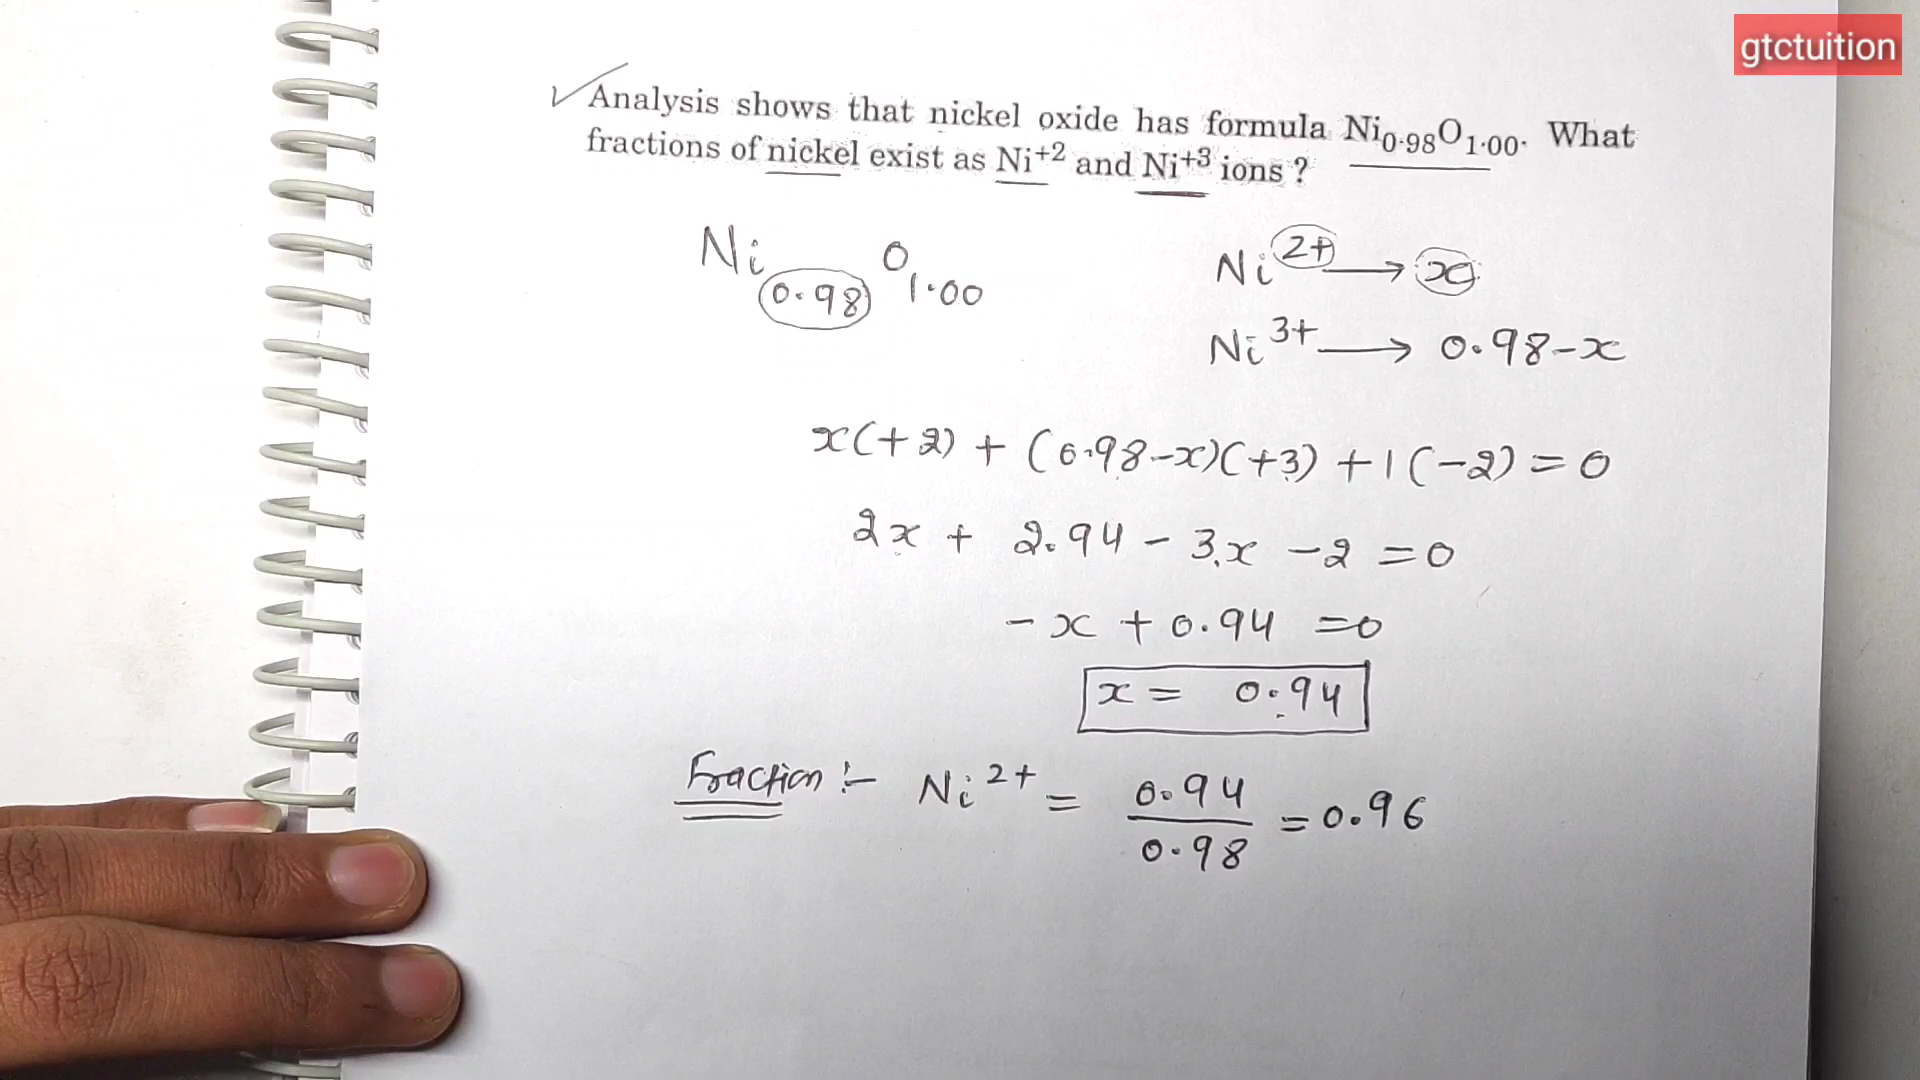 gtctuition
Analysis shows that nickel oxide has formula Ni0·98O1·00. What
fractions of nickel exist as Ni+2 and Ni+3 ions ?
Ni0.98 O1.00
Ni2+ → x
Ni3+ → 0.98-x
x(+2) + (0.98-x)(+3) + 1(-2) = 0
2x + 2.94 - 3x - 2 = 0
- x + 0.94 = 0
x = 0.94
Fraction :- Ni2+ = 0.94/0.98 = 0.96